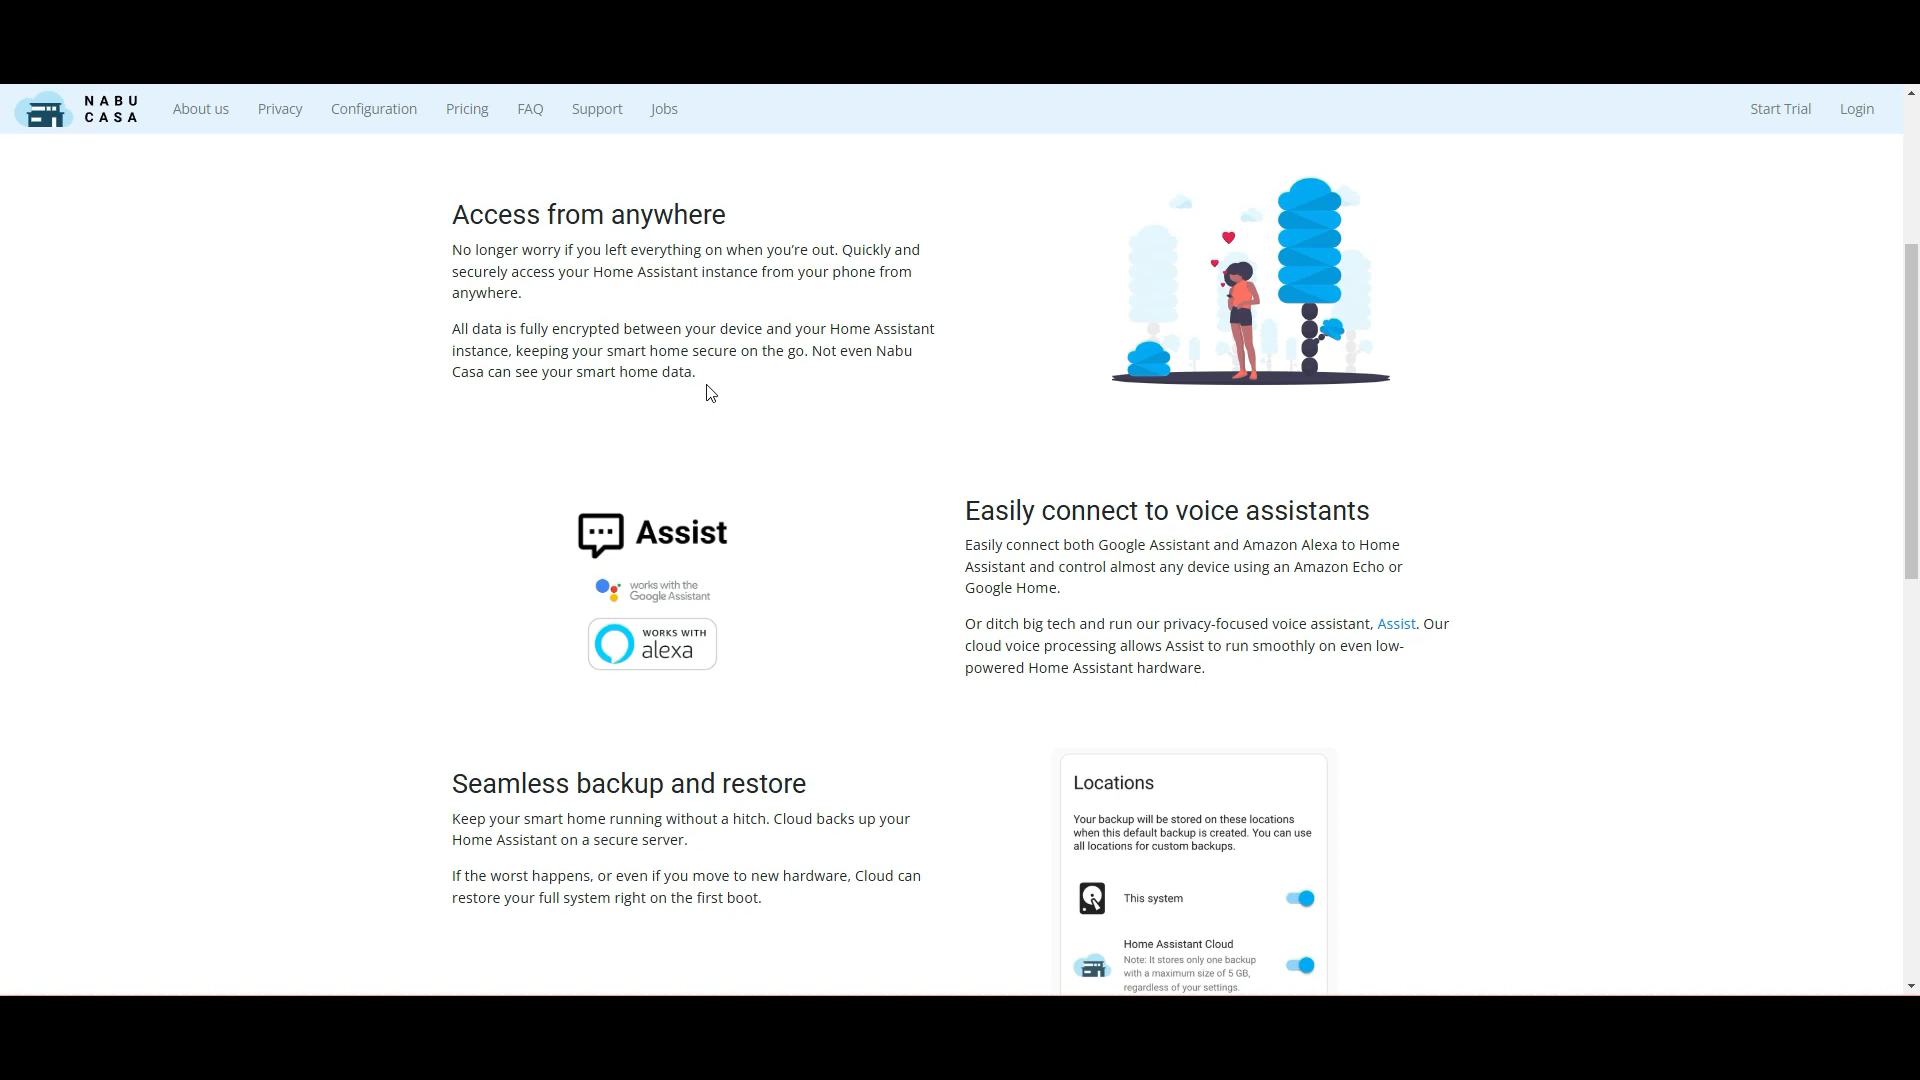 NABU
CASA
About us
Privacy
Configuration
Pricing
FAQ
Support
Jobs
Start Trial
Login
Access from anywhere
No longer worry if you left everything on when you’re out. Quickly and
securely access your Home Assistant instance from your phone from
anywhere.
All data is fully encrypted between your device and your Home Assistant
instance, keeping your smart home secure on the go. Not even Nabu
Casa can see your smart home data.
Assist
works with the
Google Assistant
WORKS WITH
alexa
Easily connect to voice assistants
Easily connect both Google Assistant and Amazon Alexa to Home
Assistant and control almost any device using an Amazon Echo or
Google Home.
Or ditch big tech and run our privacy-focused voice assistant, Assist. Our
cloud voice processing allows Assist to run smoothly on even low-
powered Home Assistant hardware.
Seamless backup and restore
Keep your smart home running without a hitch. Cloud backs up your
Home Assistant on a secure server.
If the worst happens, or even if you move to new hardware, Cloud can
restore your full system right on the first boot.
Locations
Your backup will be stored on these locations
when this default backup is created. You can use
all locations for custom backups.
This system
Home Assistant Cloud
Note: It stores only one backup
with a maximum size of 5 GB,
regardless of your settings.